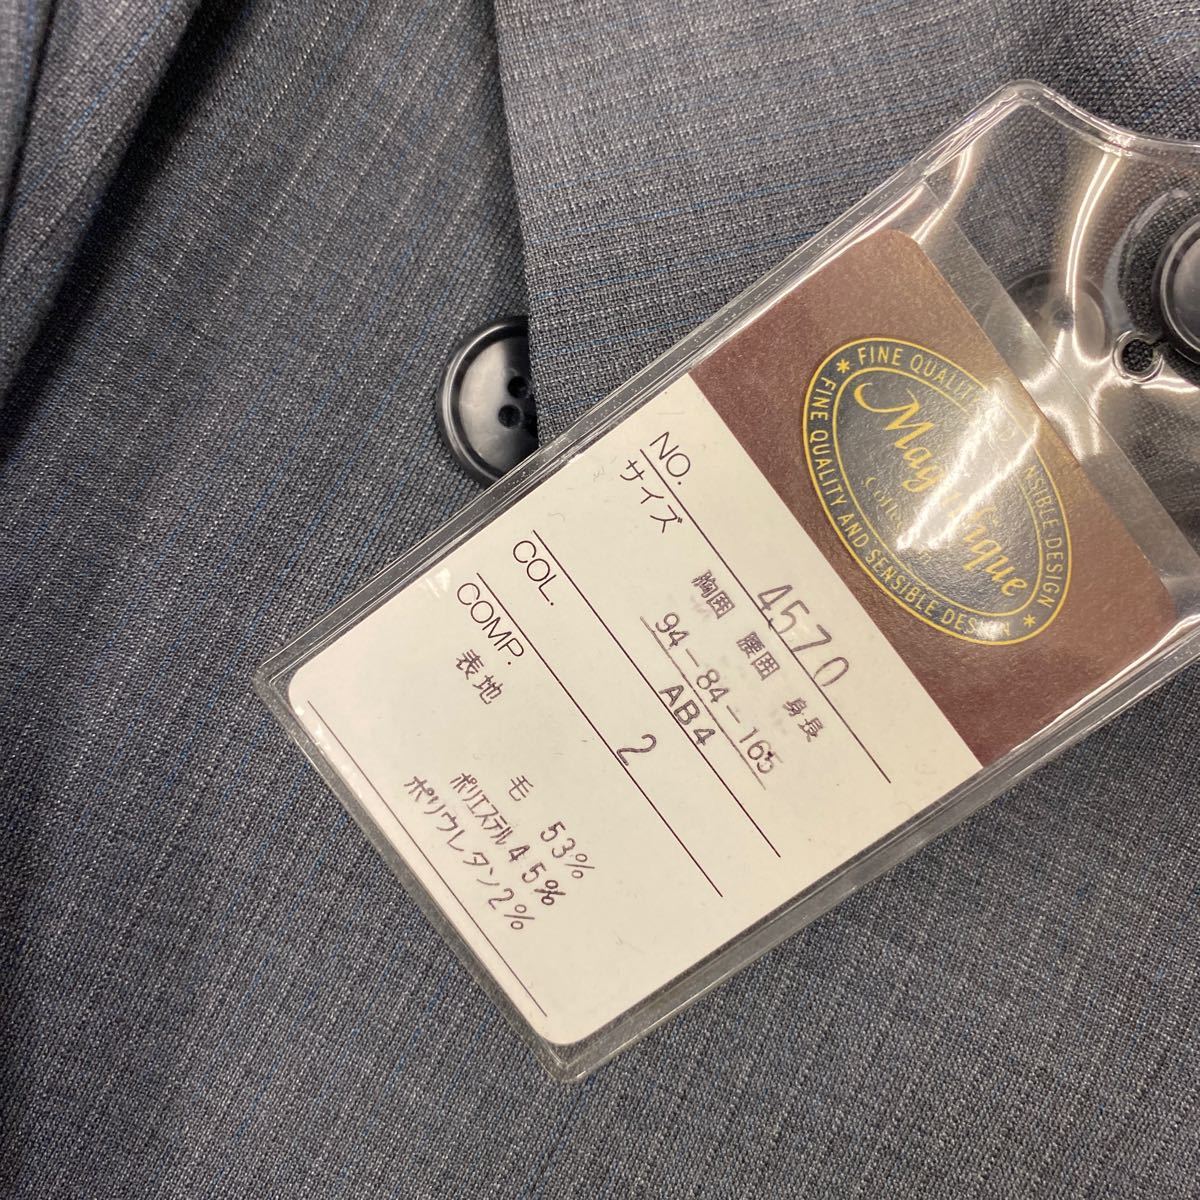 * FINE QUALITY AND SENSIBLE DESIGN *
FINE QUALITY AND SENSIBLE DESIGN
NO. 4570
サイズ
胸囲 腰囲 身長
94-84-165
AB4
COL. 2
COMP.
表地
毛 53%
ポリエステル45%
ポリウレタン2%